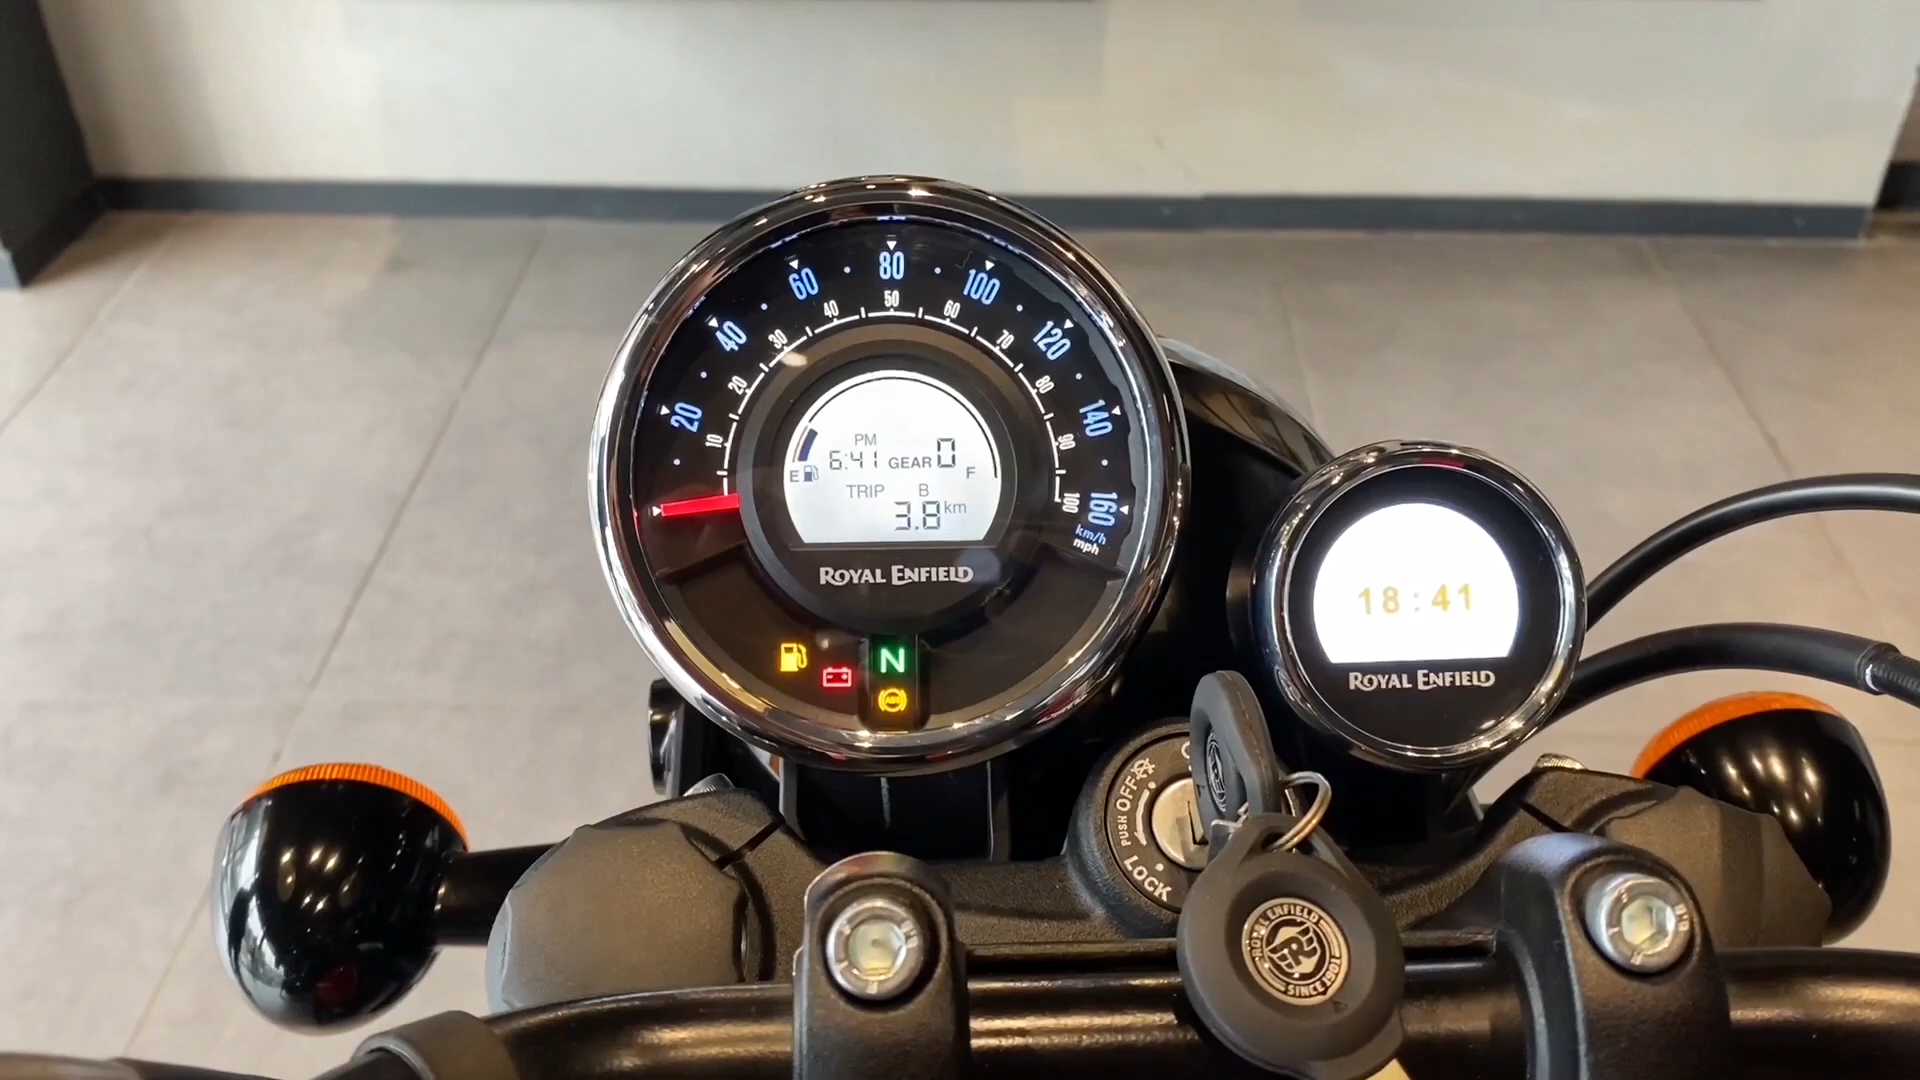 20 40 60 80 100 120 140 160
km/h
mph
10 20 30 40 50 60 70 80 90 100
PM
6:41 GEAR 0
E F
TRIP B
3.8 km
ROYAL ENFIELD
N
ABS
18:41
ROYAL ENFIELD
OFF
PUSH
LOCK
ROYAL ENFIELD
R
SINCE 1901